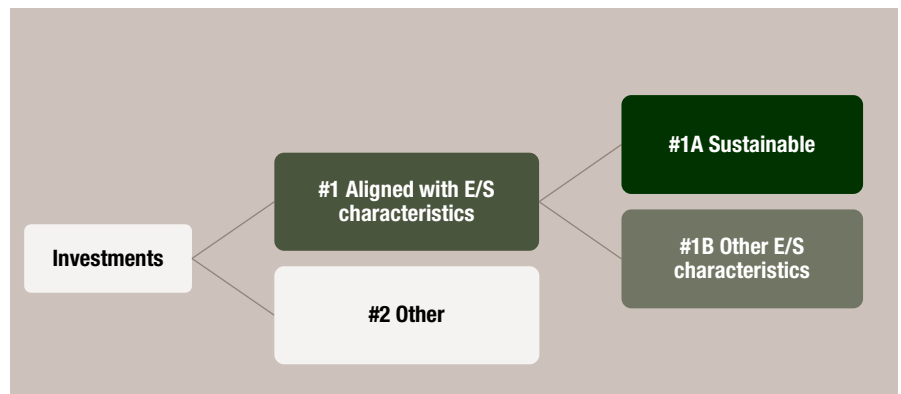 Investments
#1 Aligned with E/S
characteristics
#2 Other
#1A Sustainable
#1B Other E/S
characteristics